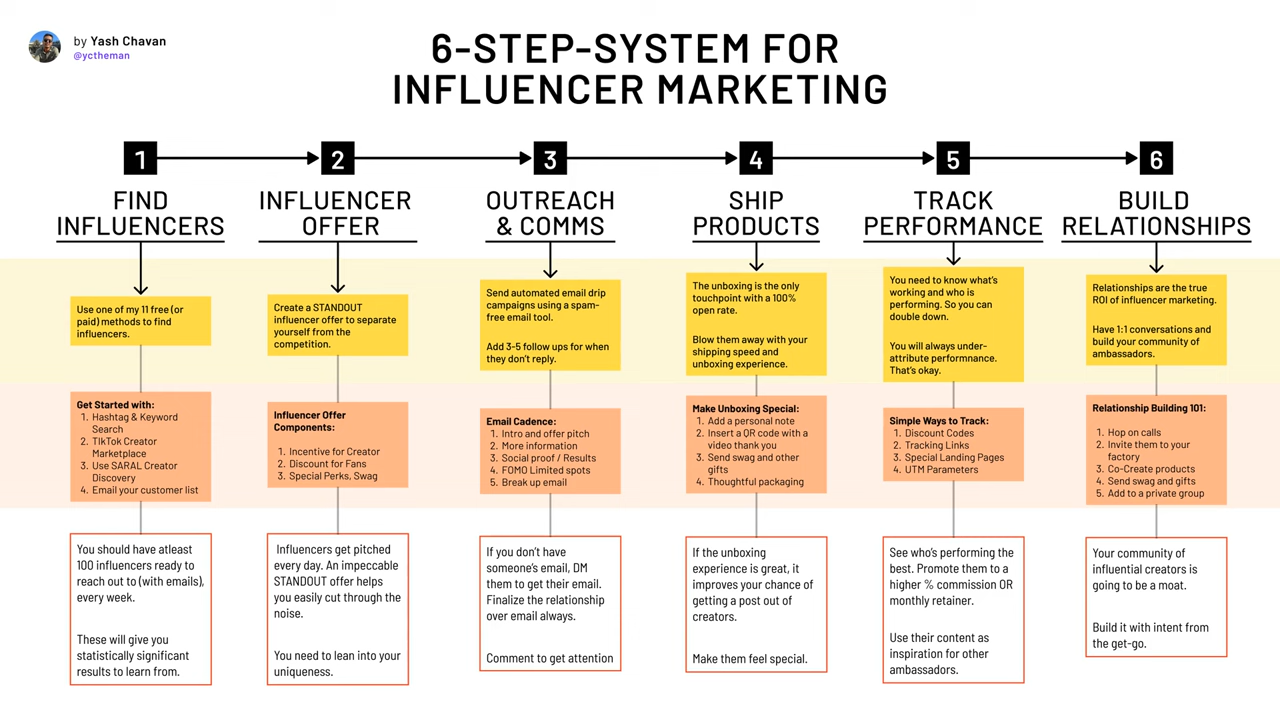 by Yash Chavan
@yctheman
6-STEP-SYSTEM FOR
INFLUENCER MARKETING
1
2
3
4
5
6
FIND
INFLUENCERS
INFLUENCER
OFFER
OUTREACH
& COMMS
SHIP
PRODUCTS
TRACK
PERFORMANCE
BUILD
RELATIONSHIPS
Use one of my 11 free (or
paid) methods to find
influencers.
Create a STANDOUT
influencer offer to separate
yourself from the
competition.
Send automated email drip
campaigns using a spam-
free email tool.
Add 3-5 follow ups for when
they don't reply.
The unboxing is the only
touchpoint with a 100%
open rate.
Blow them away with your
shipping speed and
unboxing experience.
You need to know what's
working and who is
performing. So you can
double down.
You will always under-
attribute performnance.
That's okay.
Relationships are the true
ROI of influencer marketing.
Have 1:1 conversations and
build your community of
ambassadors.
Get Started with:
1. Hashtag & Keyword
Search
2. TIkTok Creator
Marketplace
3. Use SARAL Creator
Discovery
4. Email your customer list
Influencer Offer
Components:
1. Incentive for Creator
2. Discount for Fans
3. Special Perks, Swag
Email Cadence:
1. Intro and offer pitch
2. More information
3. Social proof / Results
4. FOMO Limited spots
5. Break up email
Make Unboxing Special:
1. Add a personal note
2. Insert a QR code with a
video thank you
3. Send swag and other
gifts
4. Thoughtful packaging
Simple Ways to Track:
1. Discount Codes
2. Tracking Links
3. Special Landing Pages
4. UTM Parameters
Relationship Building 101:
1. Hop on calls
2. Invite them to your
factory
3. Co-Create products
4. Send swag and gifts
5. Add to a private group
You should have atleast
100 influencers ready to
reach out to (with emails),
every week.
These will give you
statistically significant
results to learn from.
Influencers get pitched
every day. An impeccable
STANDOUT offer helps
you easily cut through the
noise.
You need to lean into your
uniqueness.
If you don't have
someone's email, DM
them to get their email.
Finalize the relationship
over email always.
Comment to get attention
If the unboxing
experience is great, it
improves your chance of
getting a post out of
creators.
Make them feel special.
See who's performing the
best. Promote them to a
higher % commission OR
monthly retainer.
Use their content as
inspiration for other
ambassadors.
Your community of
influential creators is
going to be a moat.
Build it with intent from
the get-go.